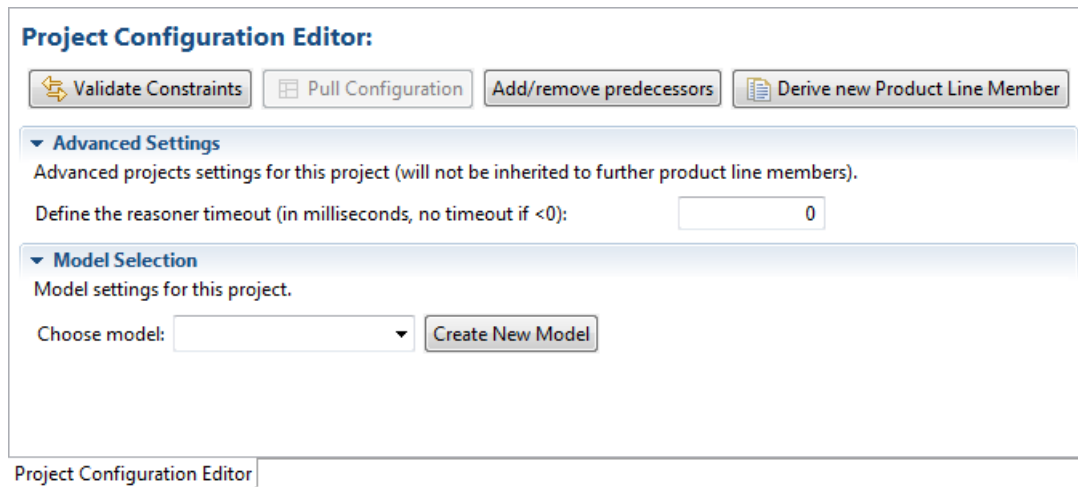 Project Configuration Editor:
Validate Constraints Pull Configuration Add/remove predecessors Derive new Product Line Member
Advanced Settings
Advanced projects settings for this project (will not be inherited to further product line members).
Define the reasoner timeout (in milliseconds, no timeout if <0): 0
Model Selection
Model settings for this project.
Choose model: Create New Model
Project Configuration Editor